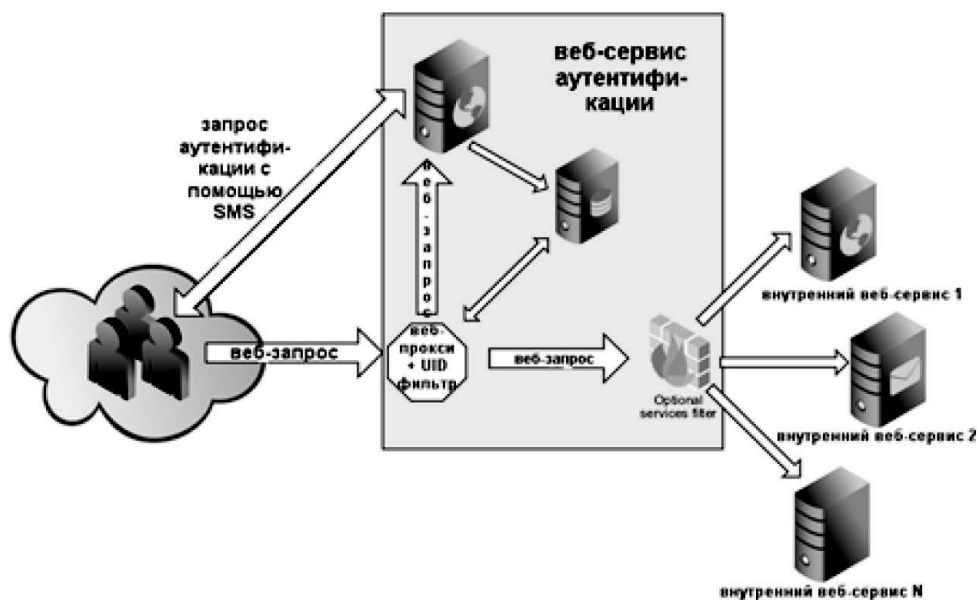 веб-сервис
аутентифи-
кации
запрос
аутентифи-
кации с
помощью
SMS
веб-запрос
веб-запрос
веб-
прокси
+ UID
фильтр
веб-запрос
Optional
services filter
внутренний веб-сервис 1
внутренний веб-сервис 2
внутренний веб-сервис N